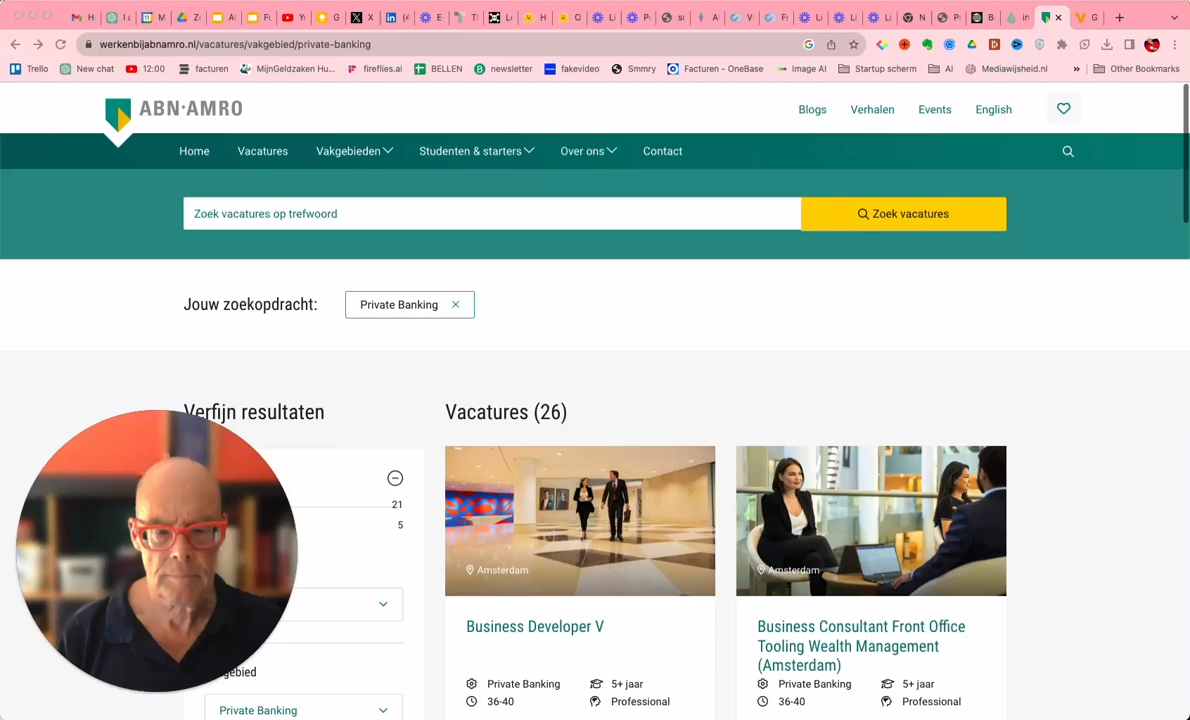 werkenbijabnamro.nl/vacatures/vakgebied/private-banking
Trello
New chat
12:00
facturen
MijnGeldzaken Hu...
fireflies.ai
BELLEN
newsletter
fakevideo
Smmry
Facturen – OneBase
Image AI
Startup scherm
AI
Mediawijsheid.nl
»
Other Bookmarks
ABN·AMRO
Blogs
Verhalen
Events
English
Home
Vacatures
Vakgebieden
Studenten & starters
Over ons
Contact
Zoek vacatures op trefwoord
Zoek vacatures
Jouw zoekopdracht:
Private Banking
Verfijn resultaten
21
5
gebied
Private Banking
Vacatures (26)
Amsterdam
Business Developer V
Private Banking
5+ jaar
36-40
Professional
Amsterdam
Business Consultant Front Office
Tooling Wealth Management
(Amsterdam)
Private Banking
5+ jaar
36-40
Professional